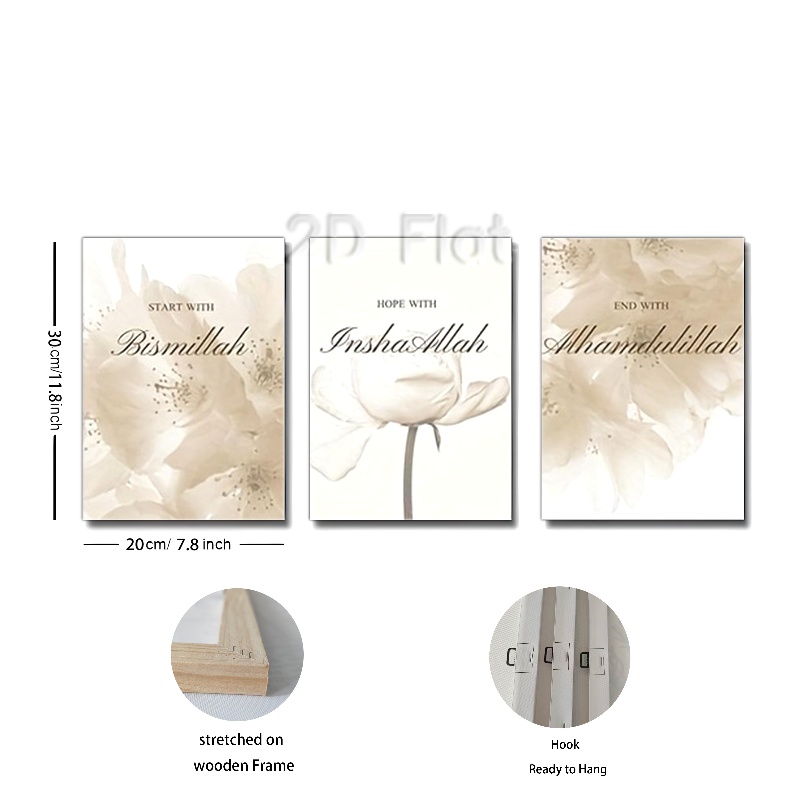 2D Flat
START WITH
Bismillah
HOPE WITH
InshaAllah
END WITH
Alhamdulillah
30cm/11.8inch
20cm/ 7.8 inch
stretched on
wooden Frame
Hook
Ready to Hang